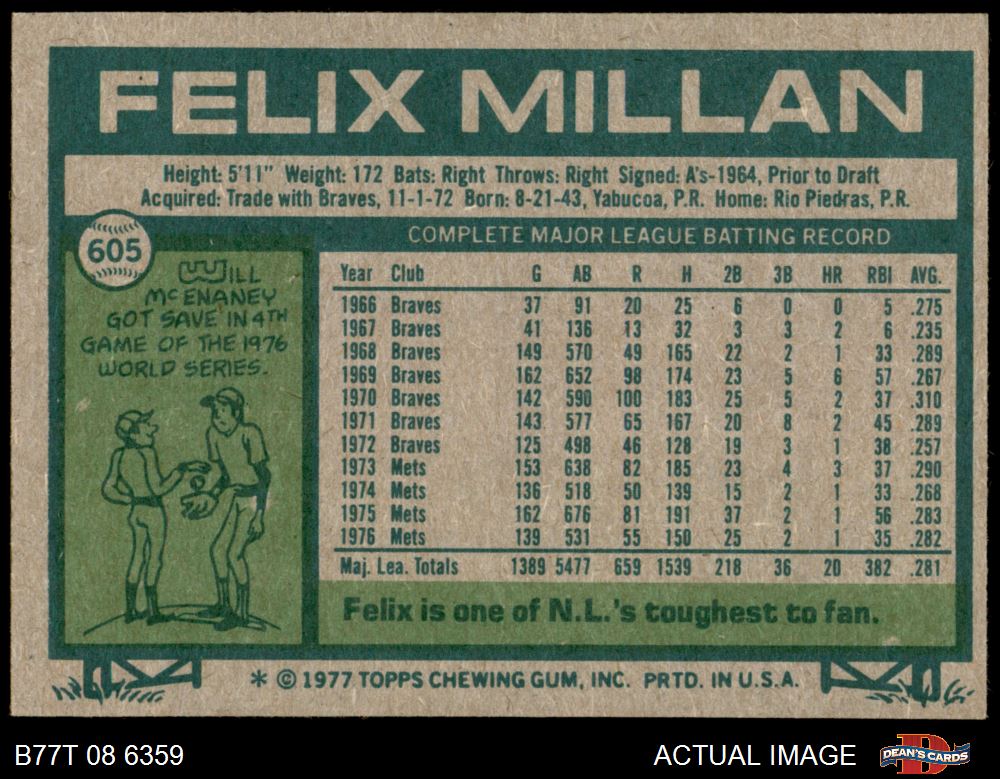 FELIX MILLAN
Height: 5'11" Weight: 172 Bats: Right Throws: Right Signed: A's-1964, Prior to Draft
Acquired: Trade with Braves, 11-1-72 Born: 8-21-43, Yabucoa, P.R. Home: Rio Piedras, P.R.
605
WILL
McENANEY
GOT SAVE IN 4TH
GAME OF THE 1976
WORLD SERIES.
COMPLETE MAJOR LEAGUE BATTING RECORD
Year Club G AB R H 2B 3B HR RBI AVG.
1966 Braves 37 91 20 25 6 0 0 5 .275
1967 Braves 41 136 13 32 3 3 2 6 .235
1968 Braves 149 570 49 165 22 2 1 33 .289
1969 Braves 162 652 98 174 23 5 6 57 .267
1970 Braves 142 590 100 183 25 5 2 37 .310
1971 Braves 143 577 65 167 20 8 2 45 .289
1972 Braves 125 498 46 128 19 3 1 38 .257
1973 Mets 153 638 82 185 23 4 3 37 .290
1974 Mets 136 518 50 139 15 2 1 33 .268
1975 Mets 162 676 81 191 37 2 1 56 .283
1976 Mets 139 531 55 150 25 2 1 35 .282
Maj. Lea. Totals 1389 5477 659 1539 218 36 20 382 .281
Felix is one of N.L.'s toughest to fan.
* © 1977 TOPPS CHEWING GUM, INC. PRTD. IN U.S.A.
B77T 08 6359
ACTUAL IMAGE
DEAN'S CARDS